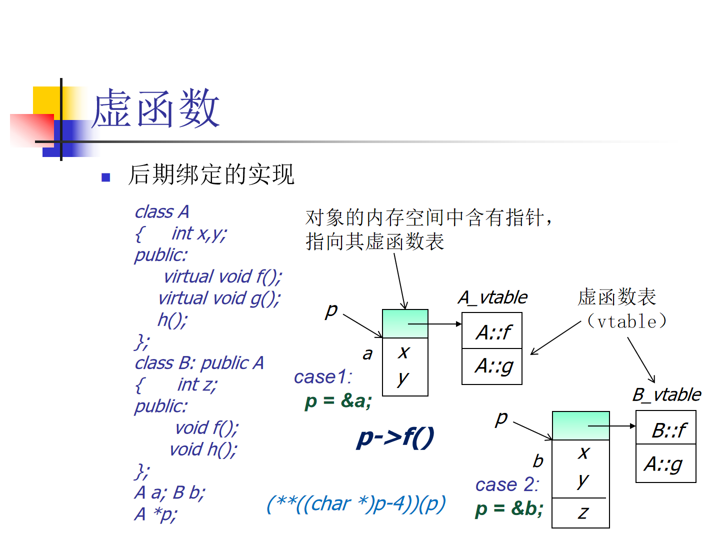 虚函数
后期绑定的实现
class A
{ int x,y;
public:
virtual void f();
virtual void g();
h();
};
class B: public A
{ int z;
public:
void f();
void h();
};
A a; B b;
A *p;
对象的内存空间中含有指针，
指向其虚函数表
p
a
x
y
A_vtable
A::f
A::g
case1:
p = &a;
虚函数表
（vtable）
p->f()
(**((char *)p-4))(p)
p
b
x
y
z
B_vtable
B::f
A::g
case 2:
p = &b;